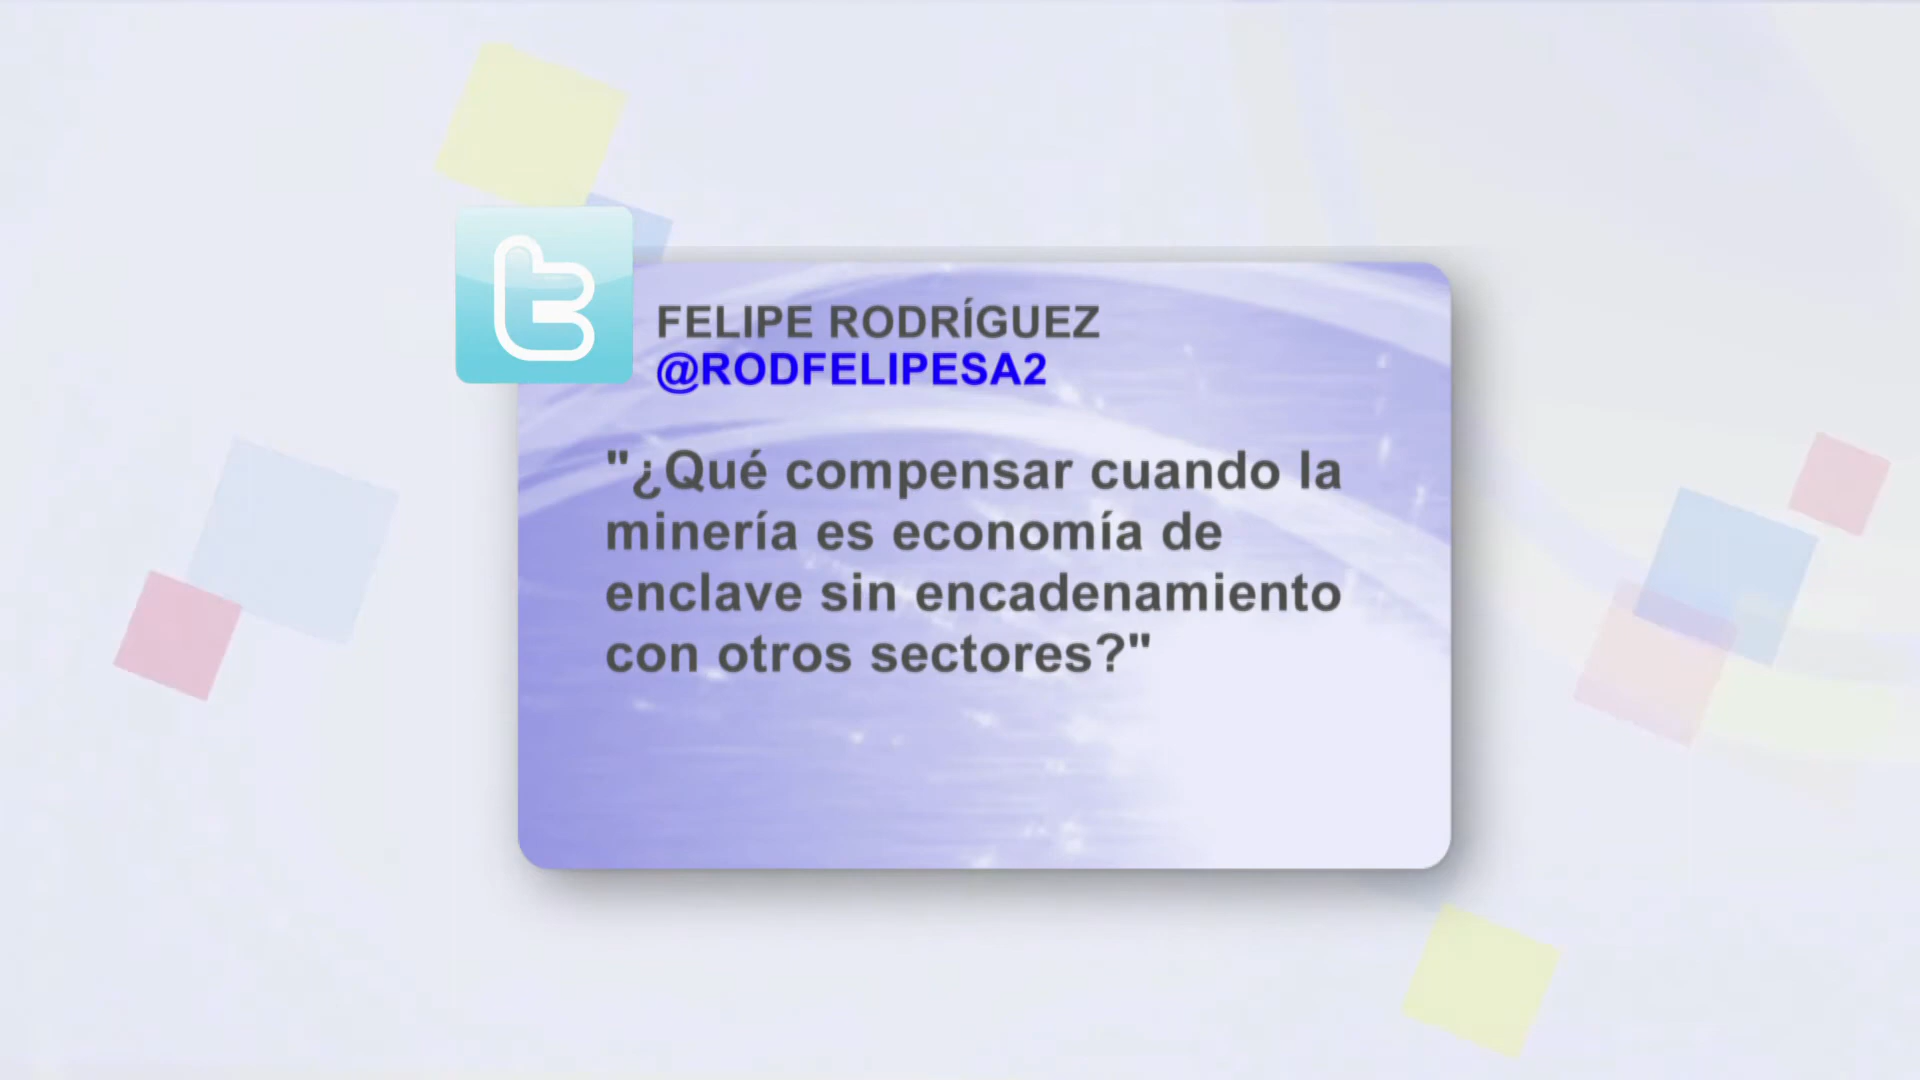 FELIPE RODRÍGUEZ
@RODFELIPESA2
"¿Qué compensar cuando la
minería es economía de
enclave sin encadenamiento
con otros sectores?"